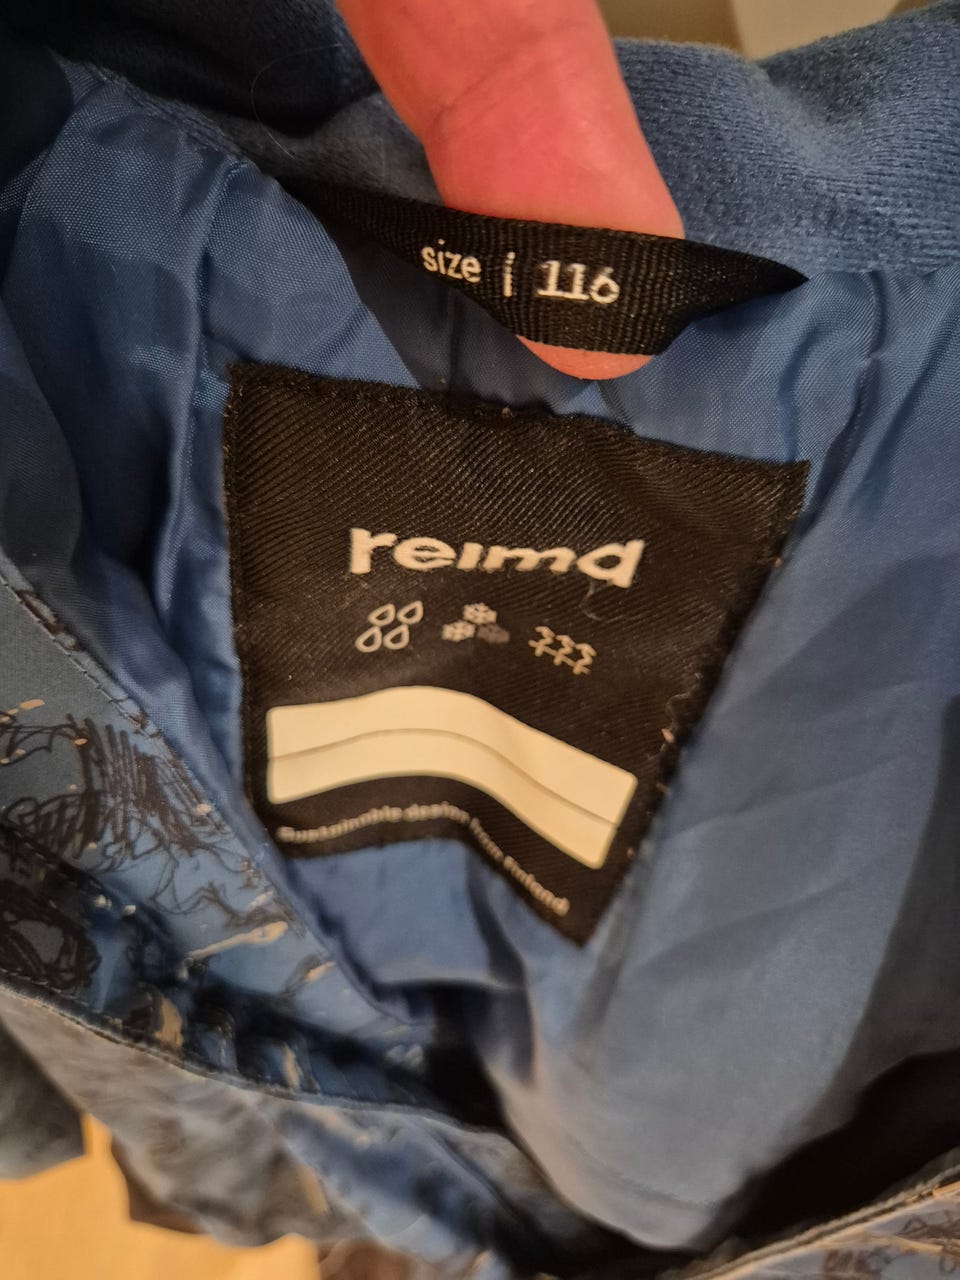 size | 116
reima
Sustainable design from Finland